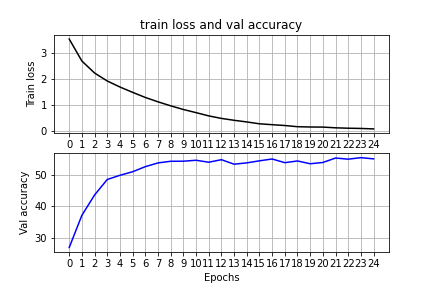 train loss and val accuracy
Train loss
3
2
1
0
0 1 2 3 4 5 6 7 8 9 10 11 12 13 14 15 16 17 18 19 20 21 22 23 24
Val accuracy
50
40
30
0 1 2 3 4 5 6 7 8 9 10 11 12 13 14 15 16 17 18 19 20 21 22 23 24
Epochs